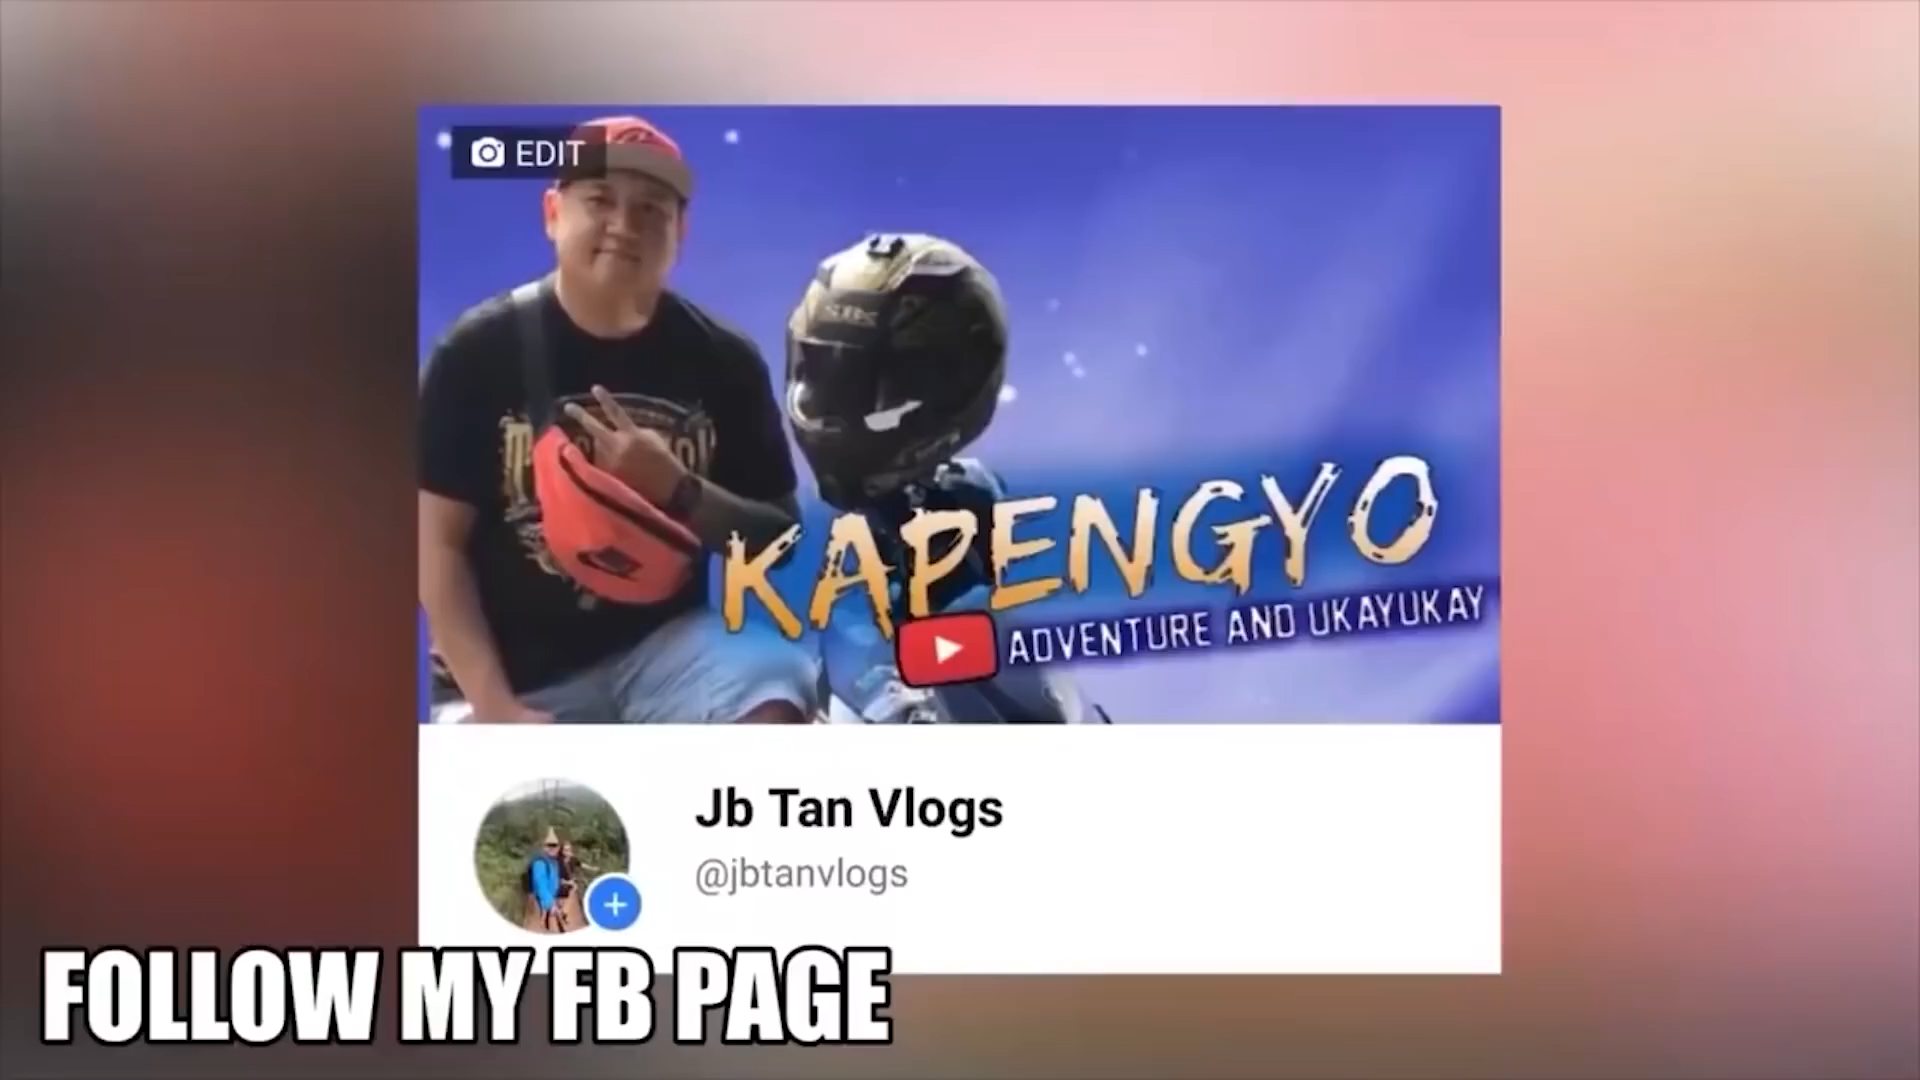 EDIT
KAPENGYO
ADVENTURE AND UKAYUKAY
Jb Tan Vlogs
@jbtanvlogs
FOLLOW MY FB PAGE